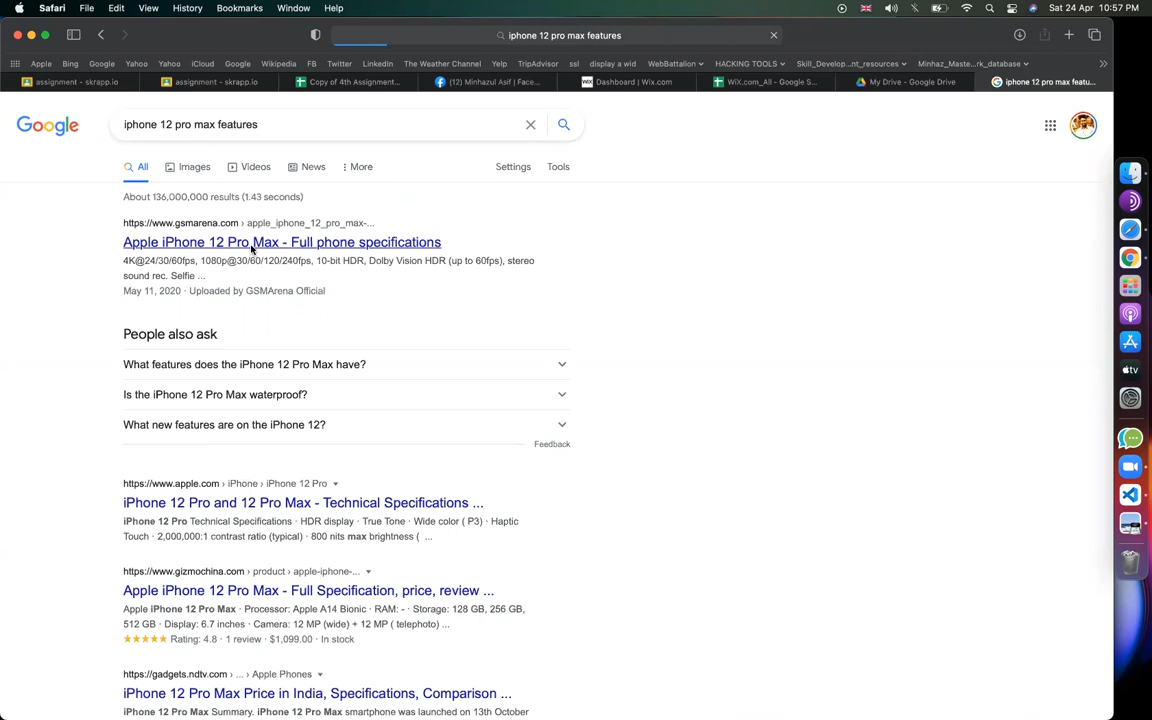 Safari File Edit View History Bookmarks Window Help Sat 24 Apr 10:57 PM
iphone 12 pro max features
Apple Bing Google Yahoo Yahoo iCloud Google Wikipedia FB Twitter LinkedIn The Weather Channel Yelp TripAdvisor ssl display a wid WebBattalion HACKING TOOLS Skill_Develop...nt_resources Minhaz_Maste...rk_database
assignment - skrapp.io assignment - skrapp.io Copy of 4th Assignment... (12) Minhazul Asif | Face... Dashboard | Wix.com WiX.com_All - Google S... My Drive - Google Drive iphone 12 pro max featu...
Google iphone 12 pro max features
All Images Videos News More Settings Tools
About 136,000,000 results (1.43 seconds)
https://www.gsmarena.com › apple_iphone_12_pro_max-...
Apple iPhone 12 Pro Max - Full phone specifications
4K@24/30/60fps, 1080p@30/60/120/240fps, 10-bit HDR, Dolby Vision HDR (up to 60fps), stereo
sound rec. Selfie ...
May 11, 2020 · Uploaded by GSMArena Official
People also ask
What features does the iPhone 12 Pro Max have?
Is the iPhone 12 Pro Max waterproof?
What new features are on the iPhone 12?
Feedback
https://www.apple.com › iPhone › iPhone 12 Pro
iPhone 12 Pro and 12 Pro Max - Technical Specifications ...
iPhone 12 Pro Technical Specifications · HDR display · True Tone · Wide color ( P3) · Haptic
Touch · 2,000,000:1 contrast ratio (typical) · 800 nits max brightness ( ...
https://www.gizmochina.com › product › apple-iphone-...
Apple iPhone 12 Pro Max - Full Specification, price, review ...
Apple iPhone 12 Pro Max · Processor: Apple A14 Bionic · RAM: - · Storage: 128 GB, 256 GB,
512 GB · Display: 6.7 inches · Camera: 12 MP (wide) + 12 MP ( telephoto) ...
Rating: 4.8 · 1 review · $1,099.00 · In stock
https://gadgets.ndtv.com › ... › Apple Phones
iPhone 12 Pro Max Price in India, Specifications, Comparison ...
iPhone 12 Pro Max Summary. iPhone 12 Pro Max smartphone was launched on 13th October
tv